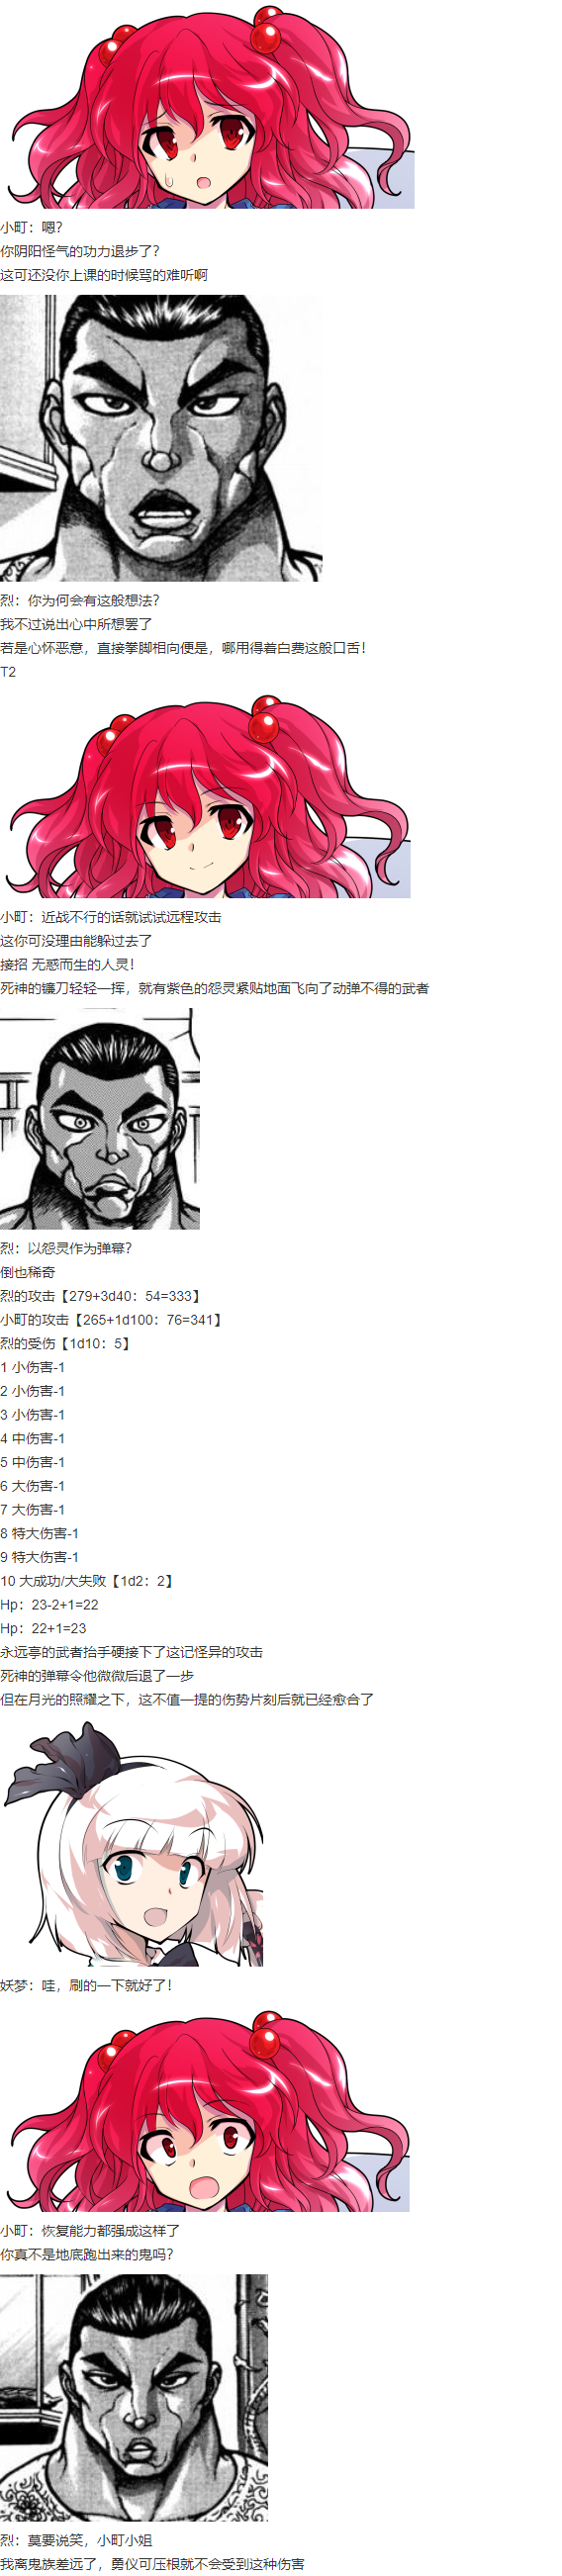 小町：嗯？
你阴阳怪气的功力退步了？
这可还没你上课的时候骂的难听啊
烈：你为何会有这般想法？
我不过说出心中所想罢了
若是心怀恶意，直接拳脚相向便是，哪用得着白费这般口舌！
T2
小町：近战不行的话就试试远程攻击
这你可没理由能躲过去了
接招 无惑而生的人灵！
死神的镰刀轻轻一挥，就有紫色的怨灵紧贴地面飞向了动弹不得的武者
烈：以怨灵作为弹幕？
倒也稀奇
烈的攻击【279+3d40：54=333】
小町的攻击【265+1d100：76=341】
烈的受伤【1d10：5】
1 小伤害-1
2 小伤害-1
3 小伤害-1
4 中伤害-1
5 中伤害-1
6 大伤害-1
7 大伤害-1
8 特大伤害-1
9 特大伤害-1
10 大成功/大失败【1d2：2】
Hp：23-2+1=22
Hp：22+1=23
永远亭的武者抬手硬接下了这记怪异的攻击
死神的弹幕令他微微后退了一步
但在月光的照耀之下，这不值一提的伤势片刻后就已经愈合了
妖梦：哇，刷的一下就好了！
小町：恢复能力都强成这样了
你真不是地底跑出来的鬼吗？
烈：莫要说笑，小町小姐
我离鬼族差远了，勇仪可压根就不会受到这种伤害